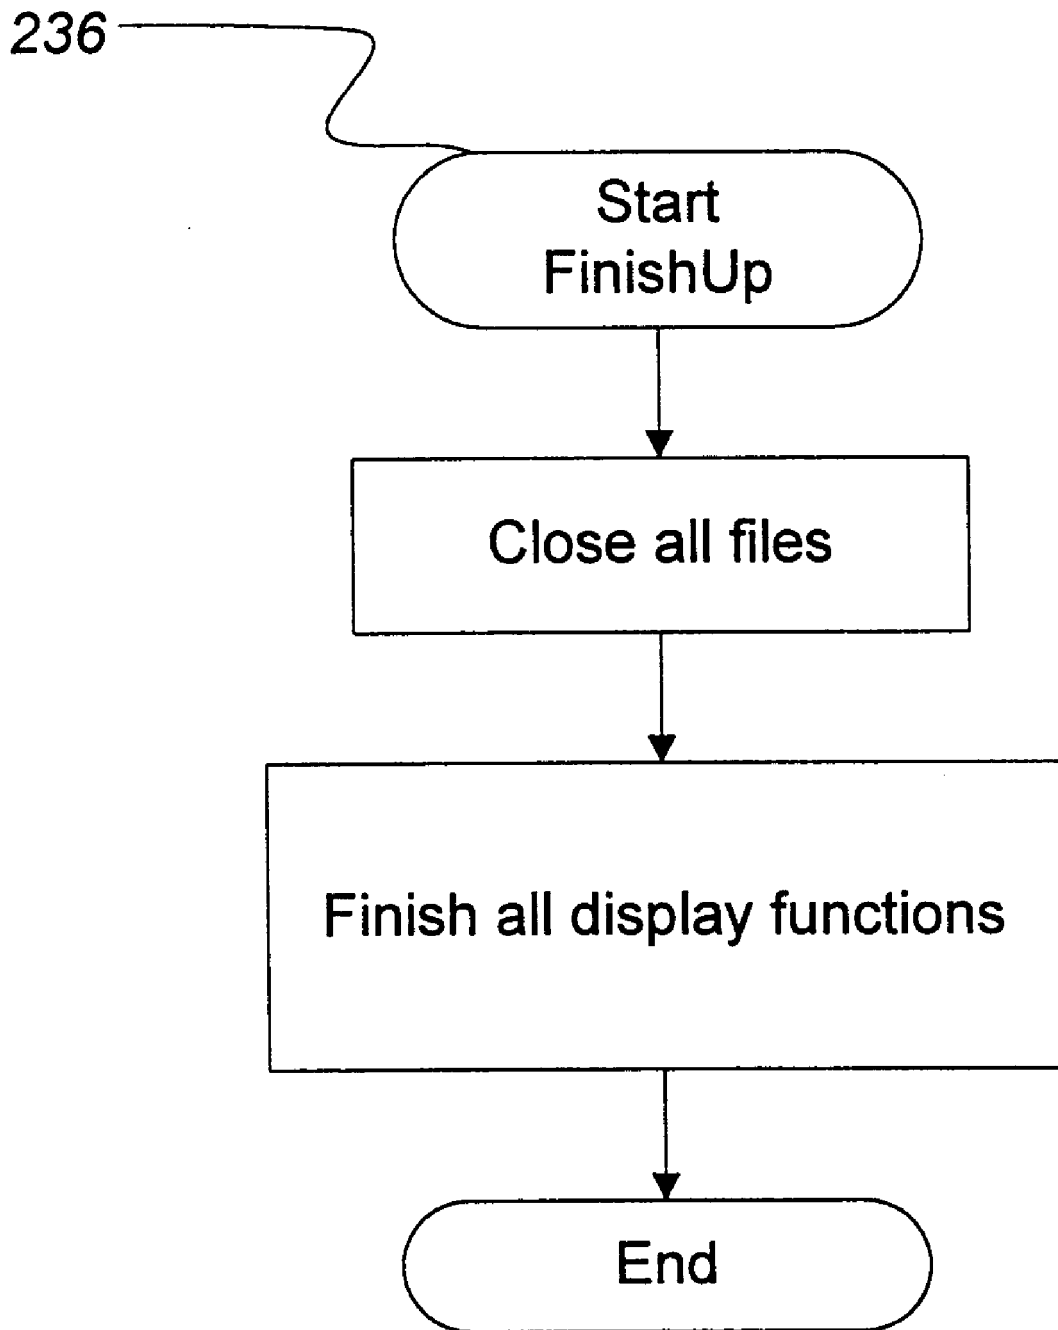 236
Start
FinishUp
Close all files
Finish all display functions
End